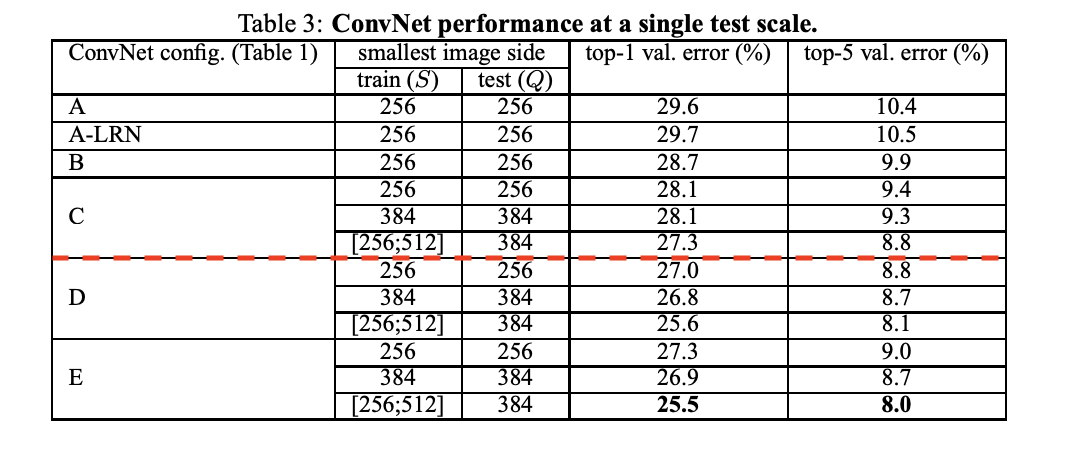 Table 3: ConvNet performance at a single test scale.
ConvNet config. (Table 1) smallest image side top-1 val. error (%) top-5 val. error (%)
train (S) test (Q)
A 256 256 29.6 10.4
A-LRN 256 256 29.7 10.5
B 256 256 28.7 9.9
256 256 28.1 9.4
C 384 384 28.1 9.3
[256;512] 384 27.3 8.8
256 256 27.0 8.8
D 384 384 26.8 8.7
[256;512] 384 25.6 8.1
256 256 27.3 9.0
E 384 384 26.9 8.7
[256;512] 384 25.5 8.0